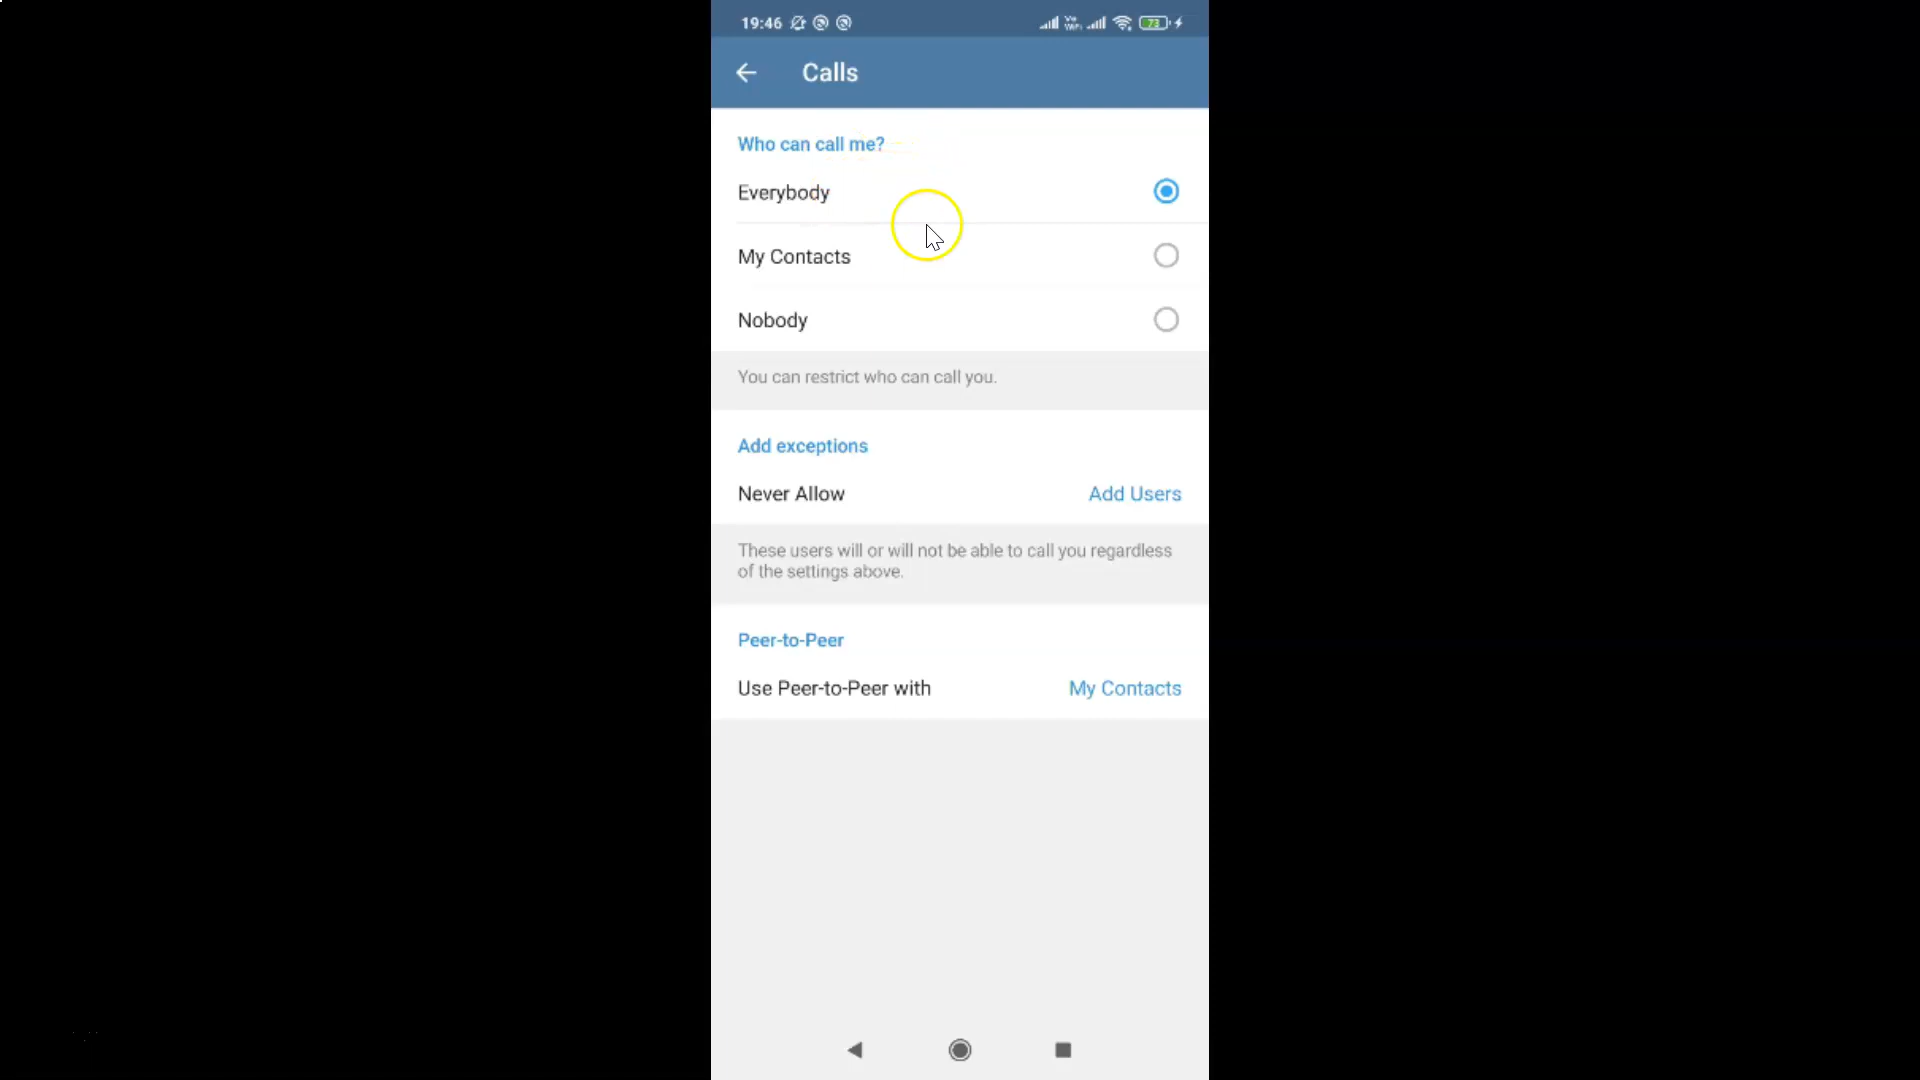 19:46
73
Calls
Who can call me?
Everybody
My Contacts
Nobody
You can restrict who can call you.
Add exceptions
Never Allow
Add Users
These users will or will not be able to call you regardless
of the settings above.
Peer-to-Peer
Use Peer-to-Peer with
My Contacts